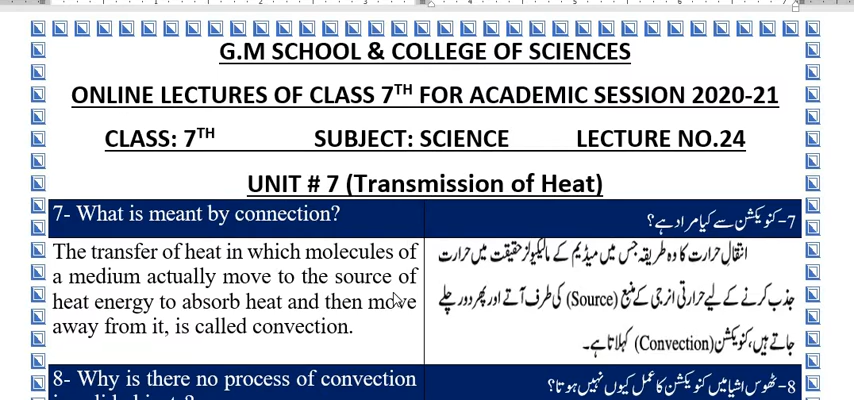 G.M SCHOOL & COLLEGE OF SCIENCES
ONLINE LECTURES OF CLASS 7TH FOR ACADEMIC SESSION 2020-21
CLASS: 7TH SUBJECT: SCIENCE LECTURE NO.24
UNIT # 7 (Transmission of Heat)
7- What is meant by connection?
7- کنویکشن سے کیا مراد ہے؟
The transfer of heat in which molecules of
a medium actually move to the source of
heat energy to absorb heat and then move
away from it, is called convection.
انتقال حرارت کا وہ طریقہ جس میں میڈیم کے مالیکیولز حقیقت میں حرارت
جذب کرنے کے لیے حرارتی انرجی کے منبع (Source) کی طرف آتے اور پھر دور چلے
جاتے ہیں، کنویکشن (Convection) کہلاتا ہے۔
8- Why is there no process of convection
8- ٹھوس اشیا میں کنویکشن کا عمل کیوں نہیں ہوتا؟